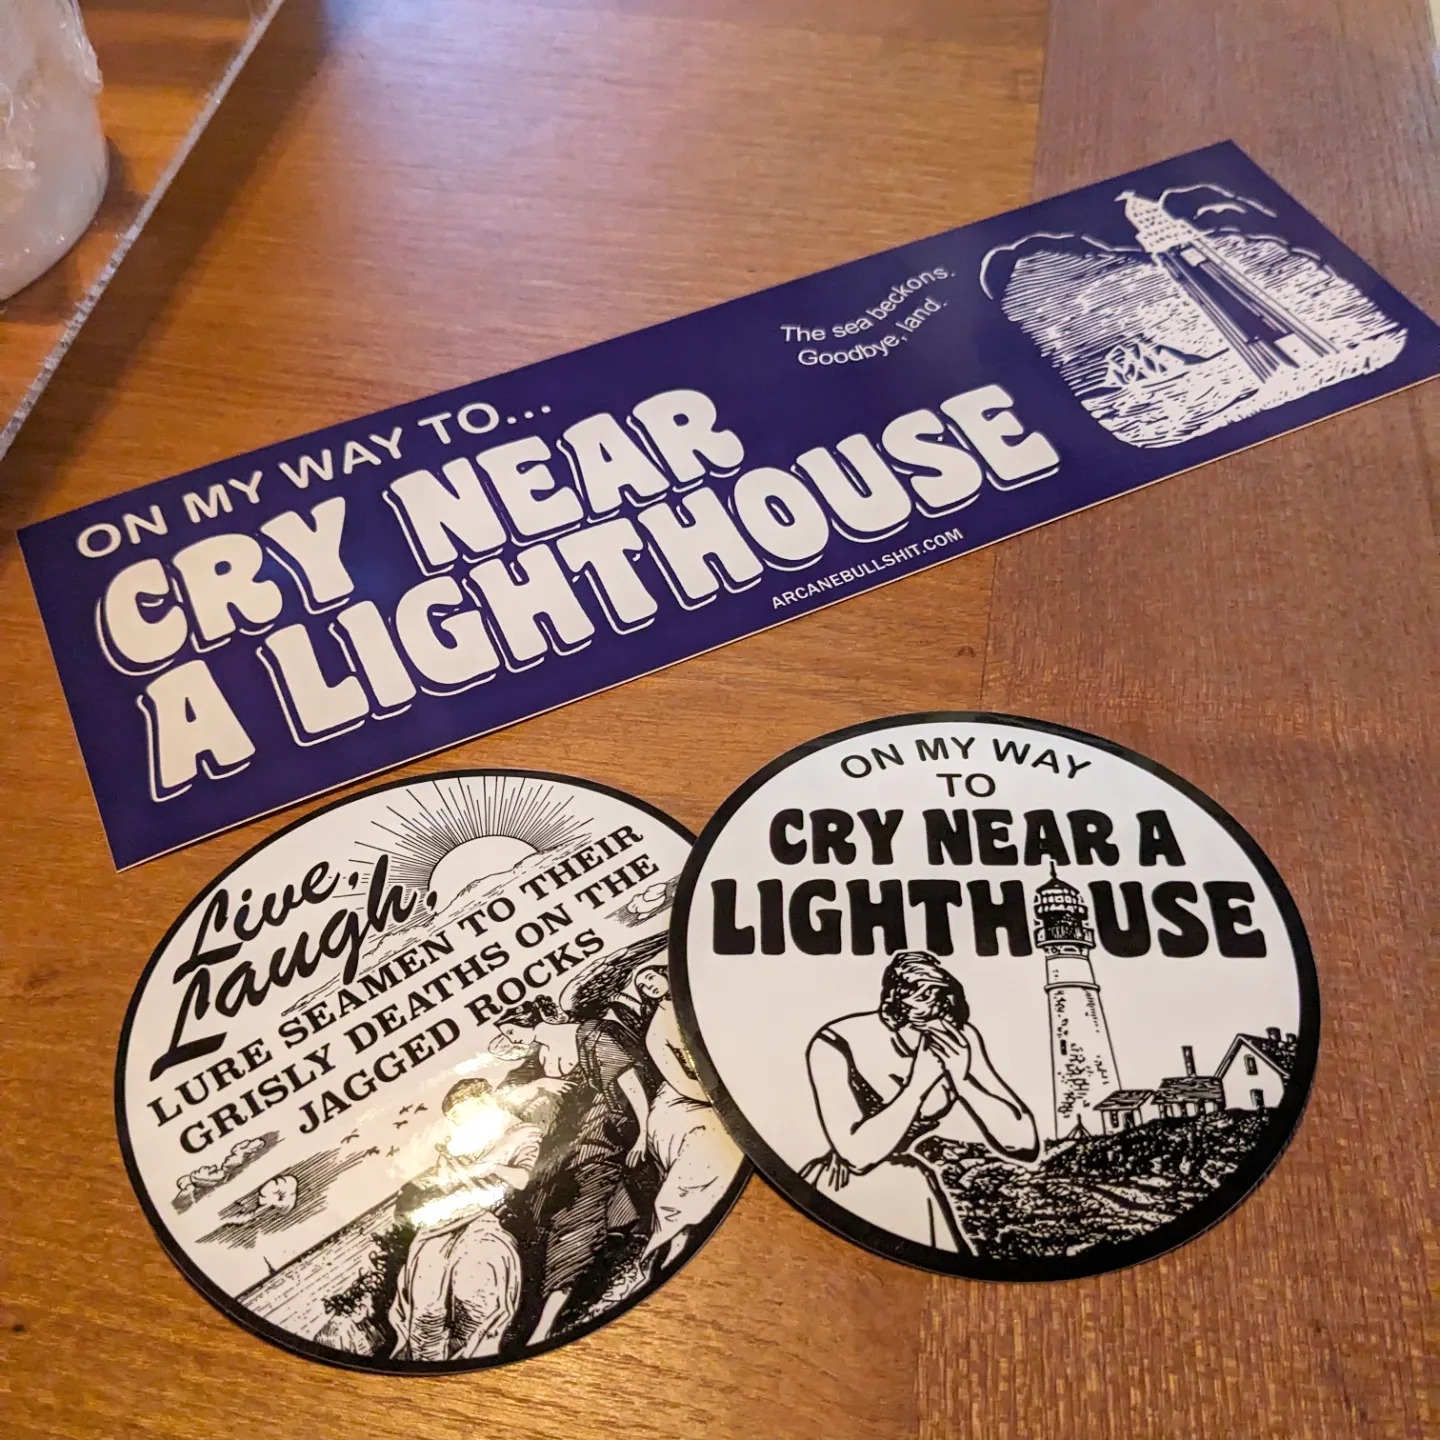 ON MY WAY TO...
CRY NEAR
A LIGHTHOUSE
The sea beckons.
Goodbye, land.
ARCANEBULLSHIT.COM
Live,
Laugh,
LURE SEAMEN TO THEIR
GRISLY DEATHS ON THE
JAGGED ROCKS
ON MY WAY
TO
CRY NEAR A
LIGHTHOUSE